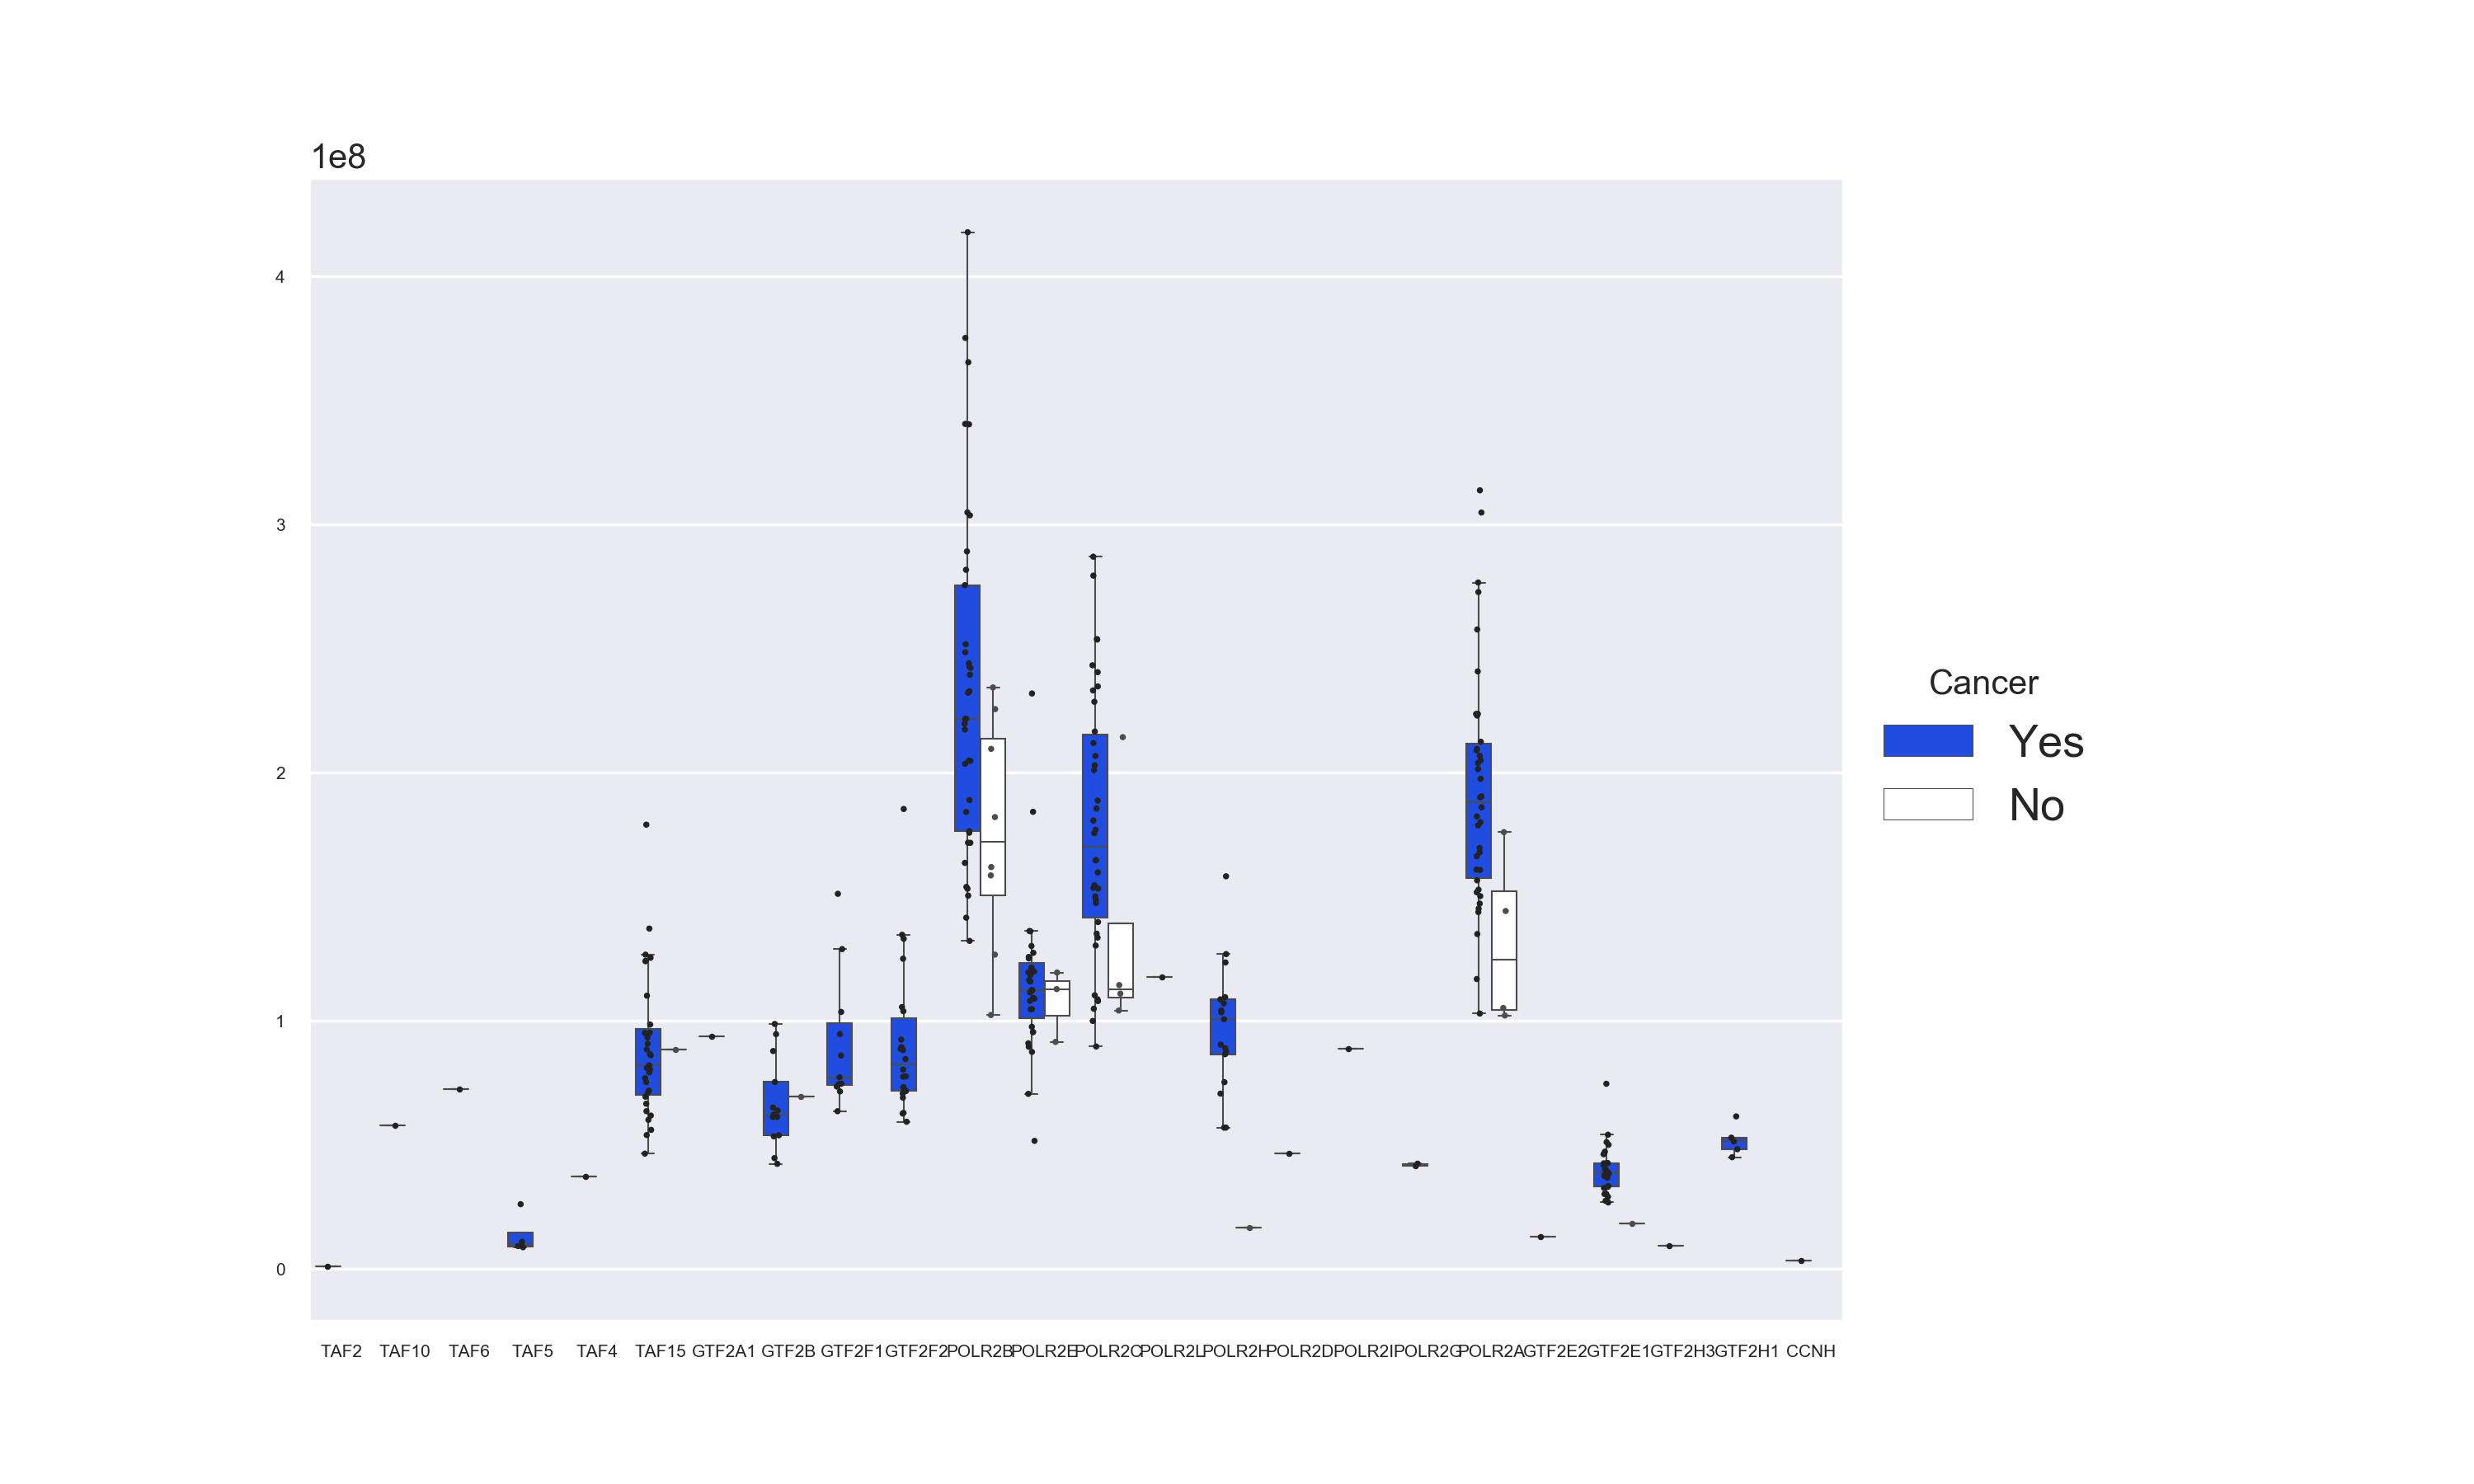 1e8
4
3
2
1
0
TAF2 TAF10 TAF6 TAF5 TAF4 TAF15 GTF2A1 GTF2B GTF2F1 GTF2F2 POLR2B POLR2E POLR2C POLR2L POLR2H POLR2D POLR2I POLR2G POLR2A GTF2E2 GTF2E1 GTF2H3 GTF2H1 CCNH
Cancer
Yes
No